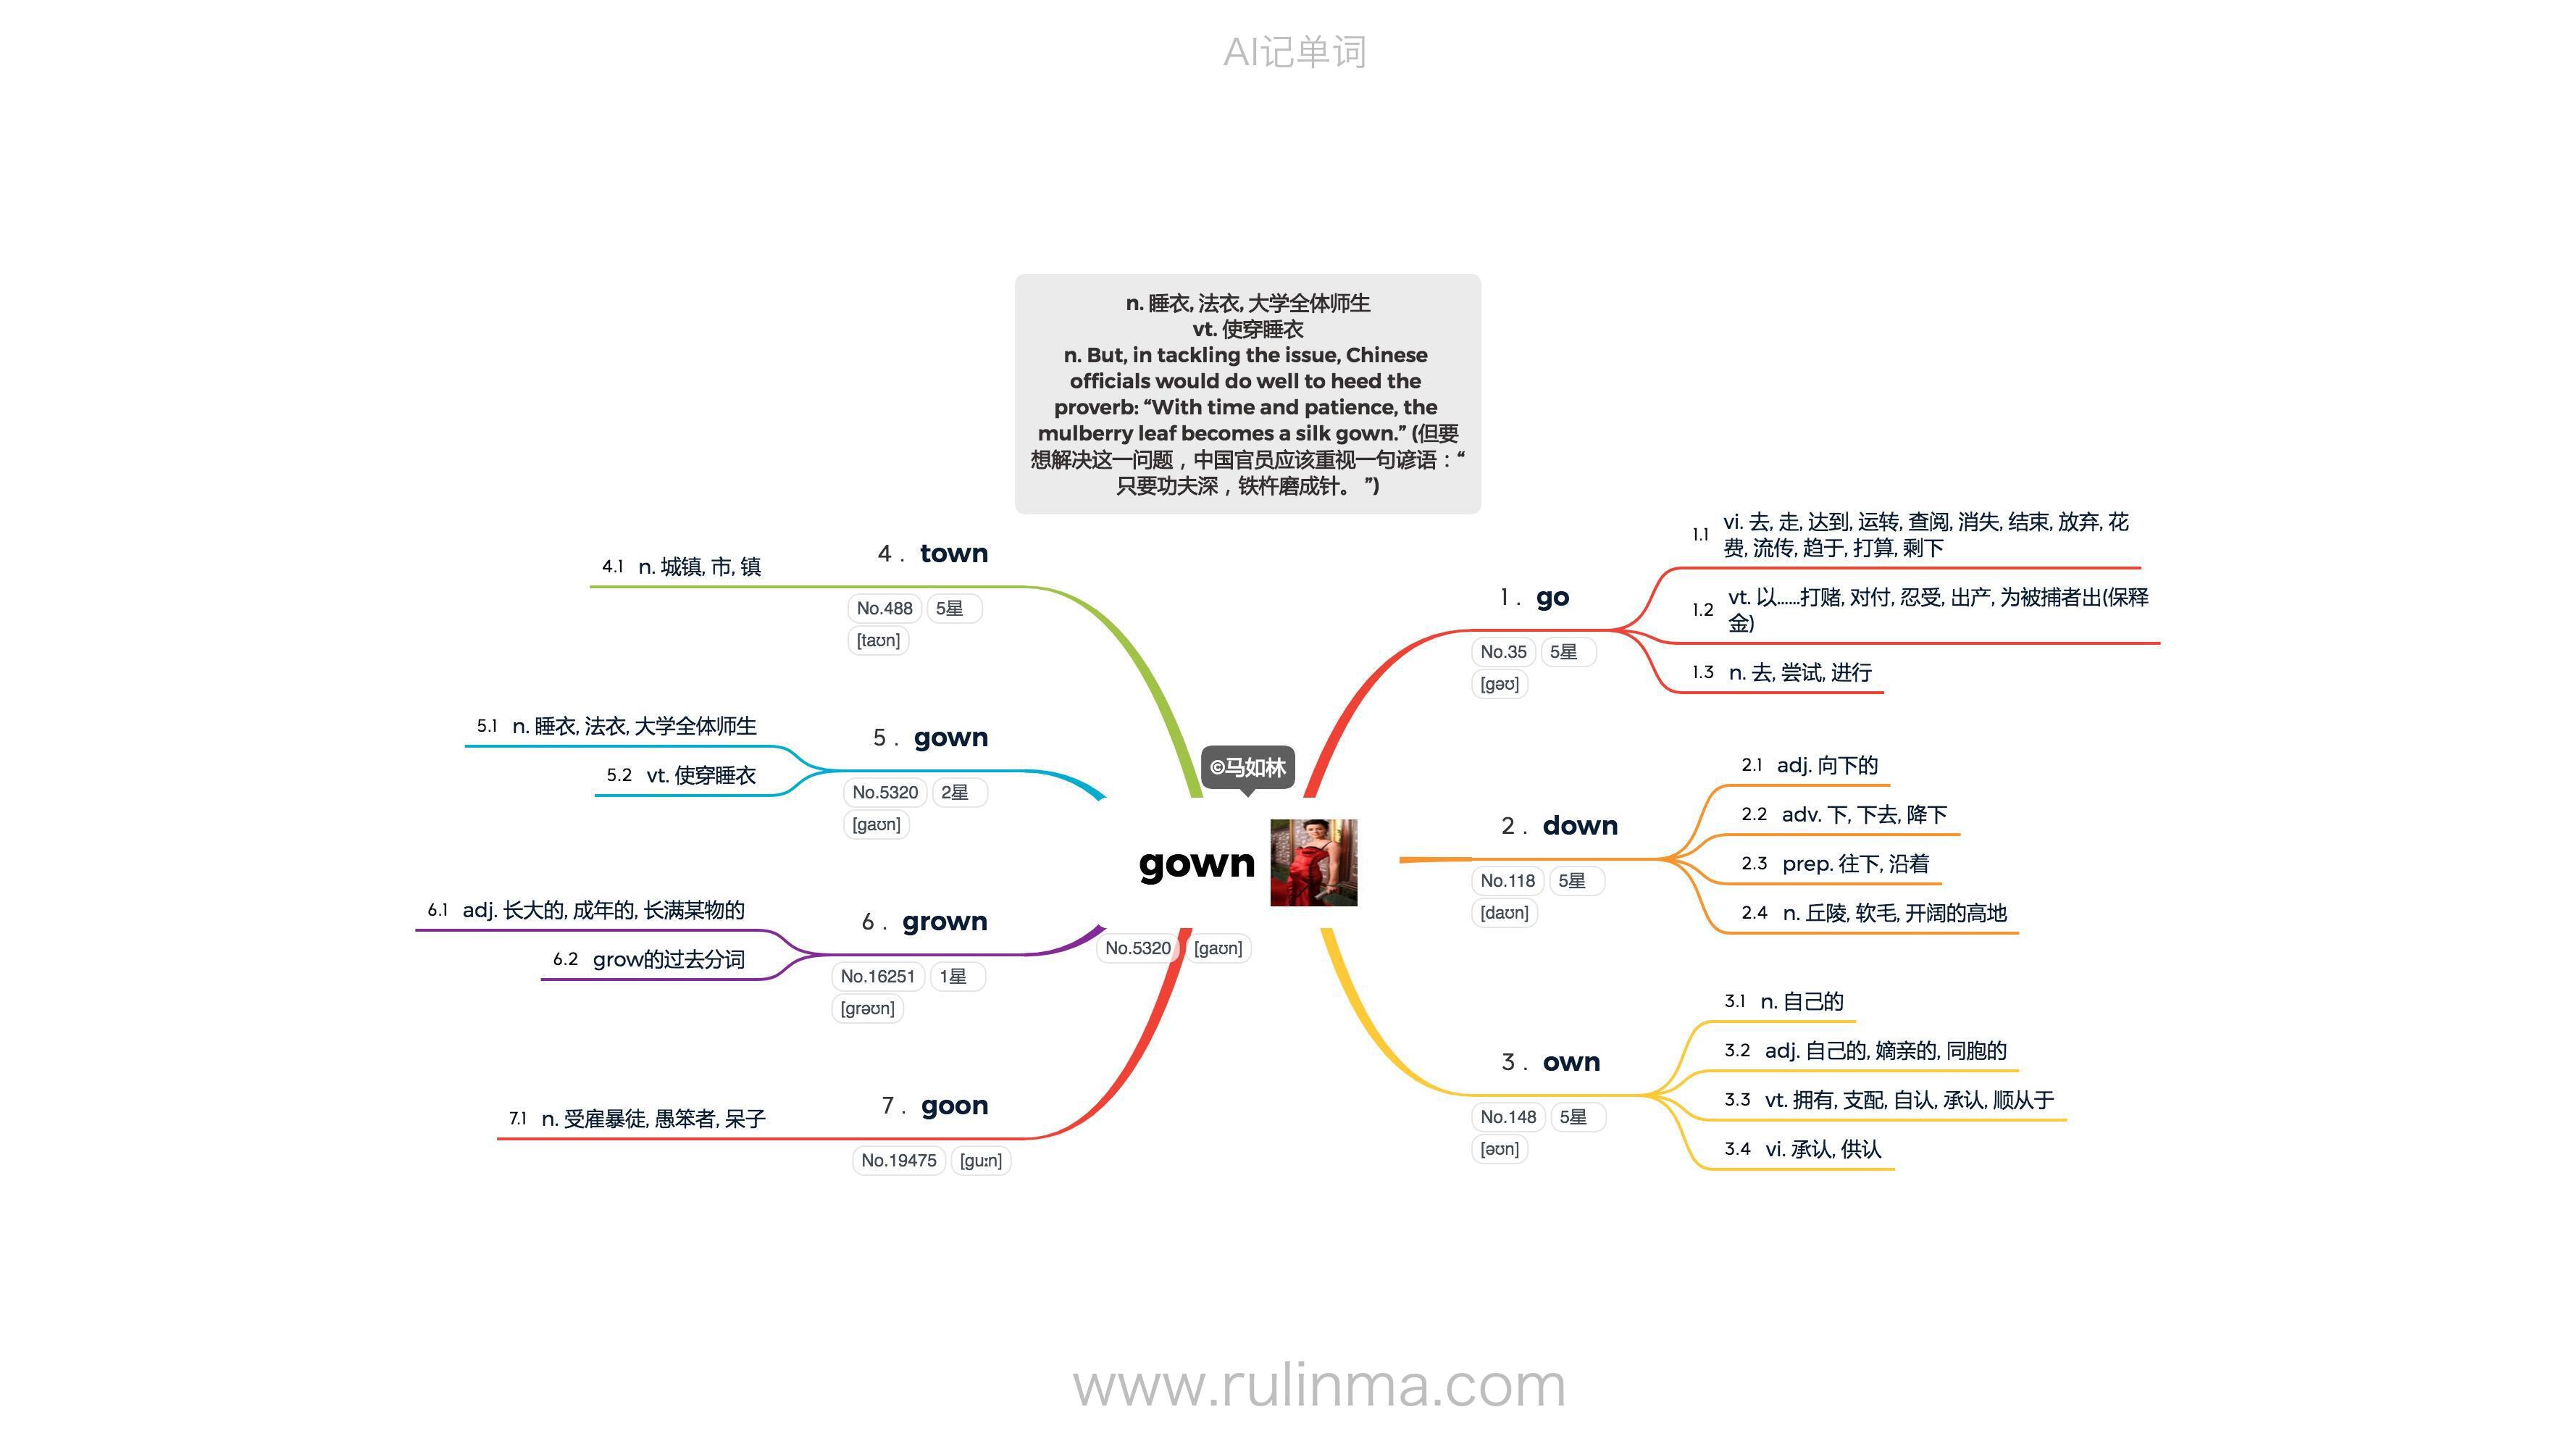 AI记单词
n. 睡衣, 法衣, 大学全体师生
vt. 使穿睡衣
n. But, in tackling the issue, Chinese
officials would do well to heed the
proverb: “With time and patience, the
mulberry leaf becomes a silk gown.” (但要
想解决这一问题，中国官员应该重视一句谚语：“
只要功夫深，铁杵磨成针。 ”)
©马如林
gown
No.5320 [gaʊn]
1． go
No.35 5星
[gəʊ]
1.1 vi. 去, 走, 达到, 运转, 查阅, 消失, 结束, 放弃, 花
费, 流传, 趋于, 打算, 剩下
1.2 vt. 以……打赌, 对付, 忍受, 出产, 为被捕者出(保释
金)
1.3 n. 去, 尝试, 进行
2． down
No.118 5星
[daʊn]
2.1 adj. 向下的
2.2 adv. 下, 下去, 降下
2.3 prep. 往下, 沿着
2.4 n. 丘陵, 软毛, 开阔的高地
3． own
No.148 5星
[əʊn]
3.1 n. 自己的
3.2 adj. 自己的, 嫡亲的, 同胞的
3.3 vt. 拥有, 支配, 自认, 承认, 顺从于
3.4 vi. 承认, 供认
4． town
No.488 5星
[taʊn]
4.1 n. 城镇, 市, 镇
5． gown
No.5320 2星
[gaʊn]
5.1 n. 睡衣, 法衣, 大学全体师生
5.2 vt. 使穿睡衣
6． grown
No.16251 1星
[grəʊn]
6.1 adj. 长大的, 成年的, 长满某物的
6.2 grow的过去分词
7． goon
No.19475 [guːn]
7.1 n. 受雇暴徒, 愚笨者, 呆子
www.rulinma.com